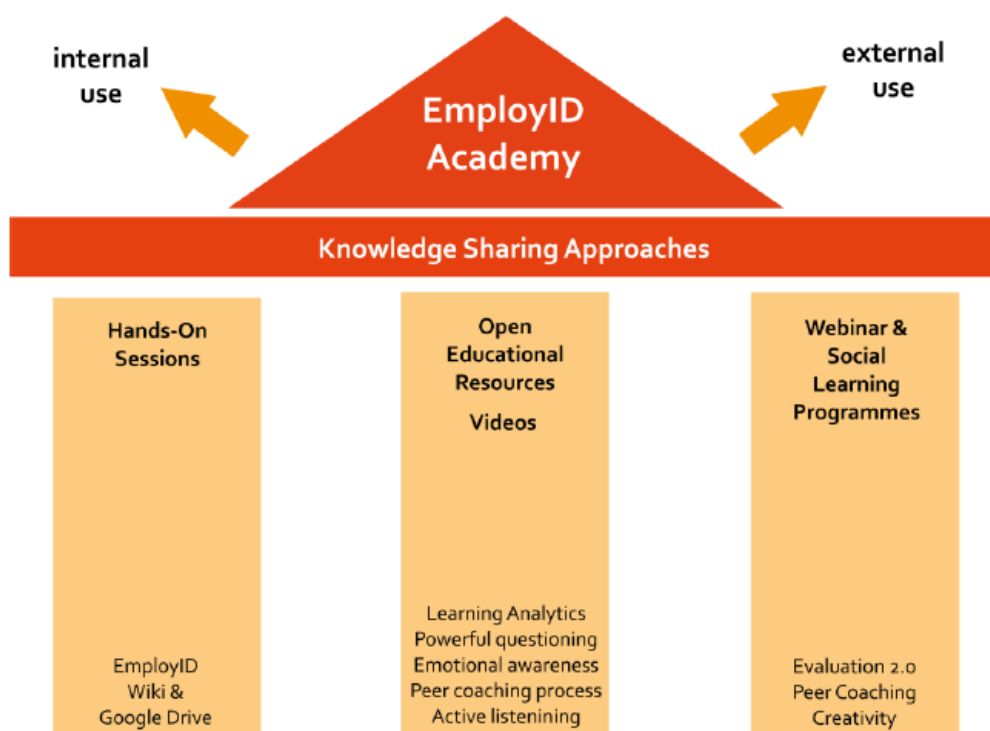 internal
use
external
use
EmployID
Academy
Knowledge Sharing Approaches
Hands-On
Sessions
EmployID
Wiki &
Google Drive
Open
Educational
Resources
Videos
Learning Analytics
Powerful questioning
Emotional awareness
Peer coaching process
Active listenining
Webinar &
Social
Learning
Programmes
Evaluation 2.0
Peer Coaching
Creativity